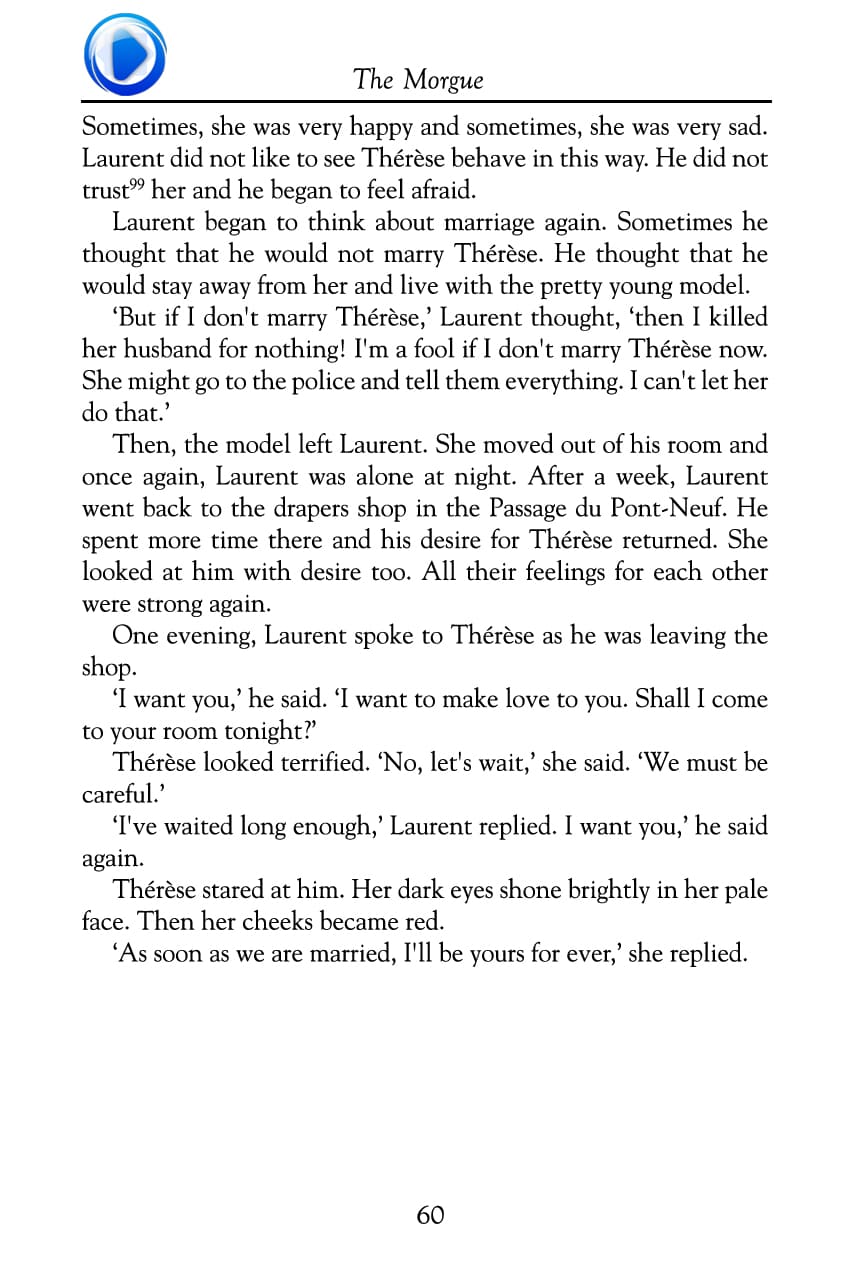 The Morgue
Sometimes, she was very happy and sometimes, she was very sad.
Laurent did not like to see Thérèse behave in this way. He did not
trust⁹⁹ her and he began to feel afraid.
Laurent began to think about marriage again. Sometimes he
thought that he would not marry Thérèse. He thought that he
would stay away from her and live with the pretty young model.
‘But if I don't marry Thérèse,’ Laurent thought, ‘then I killed
her husband for nothing! I'm a fool if I don't marry Thérèse now.
She might go to the police and tell them everything. I can't let her
do that.’
Then, the model left Laurent. She moved out of his room and
once again, Laurent was alone at night. After a week, Laurent
went back to the drapers shop in the Passage du Pont-Neuf. He
spent more time there and his desire for Thérèse returned. She
looked at him with desire too. All their feelings for each other
were strong again.
One evening, Laurent spoke to Thérèse as he was leaving the
shop.
‘I want you,’ he said. ‘I want to make love to you. Shall I come
to your room tonight?’
Thérèse looked terrified. ‘No, let's wait,’ she said. ‘We must be
careful.’
‘I've waited long enough,’ Laurent replied. I want you,’ he said
again.
Thérèse stared at him. Her dark eyes shone brightly in her pale
face. Then her cheeks became red.
‘As soon as we are married, I'll be yours for ever,’ she replied.
60